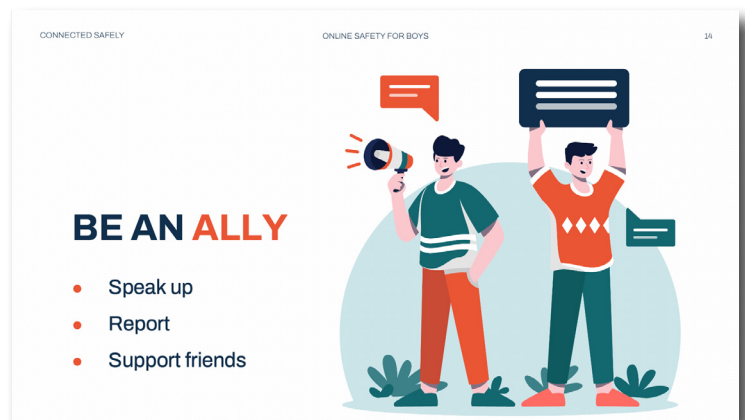 CONNECTED SAFELY
ONLINE SAFETY FOR BOYS
14
BE AN ALLY
• Speak up
• Report
• Support friends